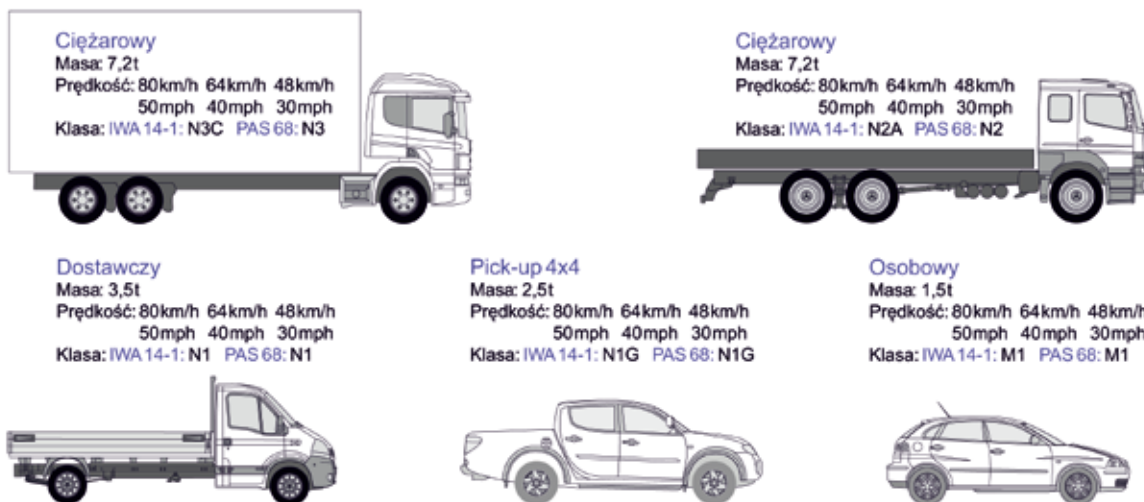 Ciężarowy
Masa: 7,2t
Prędkość: 80km/h 64km/h 48km/h
50mph 40mph 30mph
Klasa: IWA 14-1: N3C PAS 68: N3
Ciężarowy
Masa: 7,2t
Prędkość: 80km/h 64km/h 48km/h
50mph 40mph 30mph
Klasa: IWA 14-1: N2A PAS 68: N2
Dostawczy
Masa: 3,5t
Prędkość: 80km/h 64km/h 48km/h
50mph 40mph 30mph
Klasa: IWA 14-1: N1 PAS 68: N1
Pick-up 4x4
Masa: 2,5t
Prędkość: 80km/h 64km/h 48km/h
50mph 40mph 30mph
Klasa: IWA 14-1: N1G PAS 68: N1G
Osobowy
Masa: 1,5t
Prędkość: 80km/h 64km/h 48km/h
50mph 40mph 30mph
Klasa: IWA 14-1: M1 PAS 68: M1